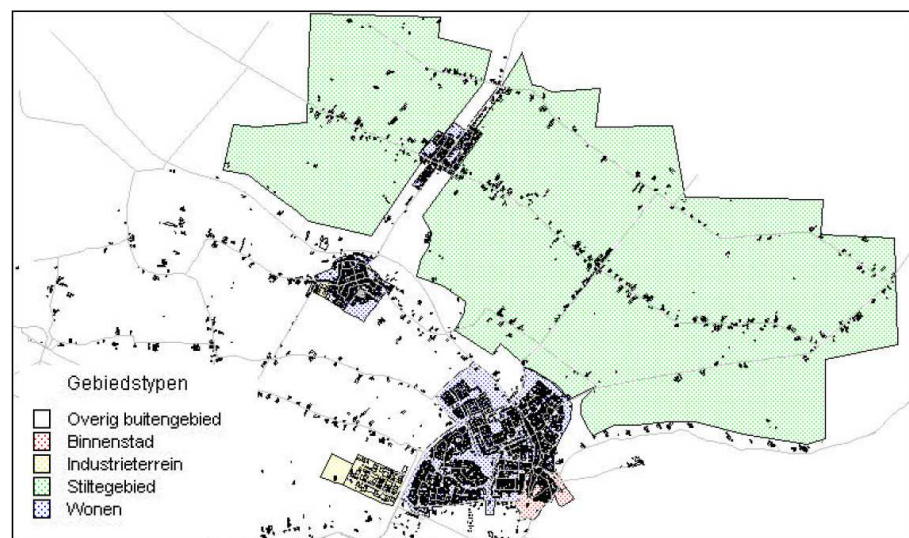 Gebiedstypen
Overig buitengebied
Binnenstad
Industrieterrein
Stiltegebied
Wonen